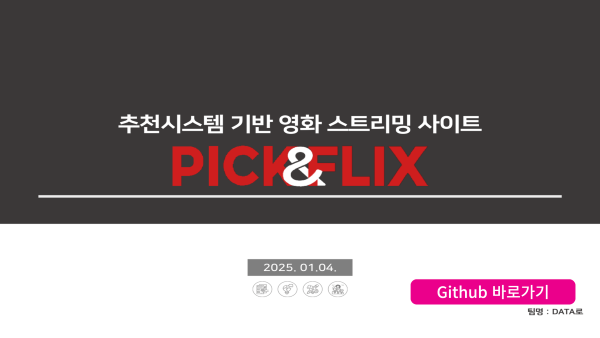 추천시스템 기반 영화 스트리밍 사이트
PICK&FLIX
2025. 01.04.
Github 바로가기
팀명 : DATA로